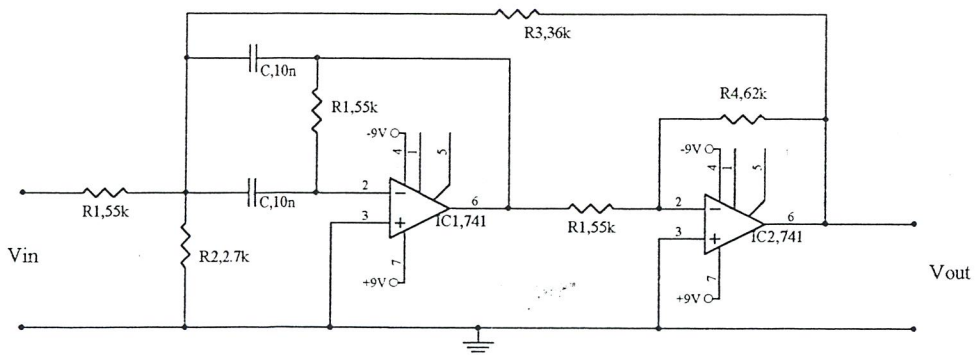 R3,36k
C,10n
R1,55k
R4,62k
-9V
4
1
5
-9V
4
1
5
R1,55k
C,10n
2
3
6
IC1,741
7
+9V
R1,55k
2
3
6
IC2,741
7
+9V
R2,2.7k
Vin
Vout